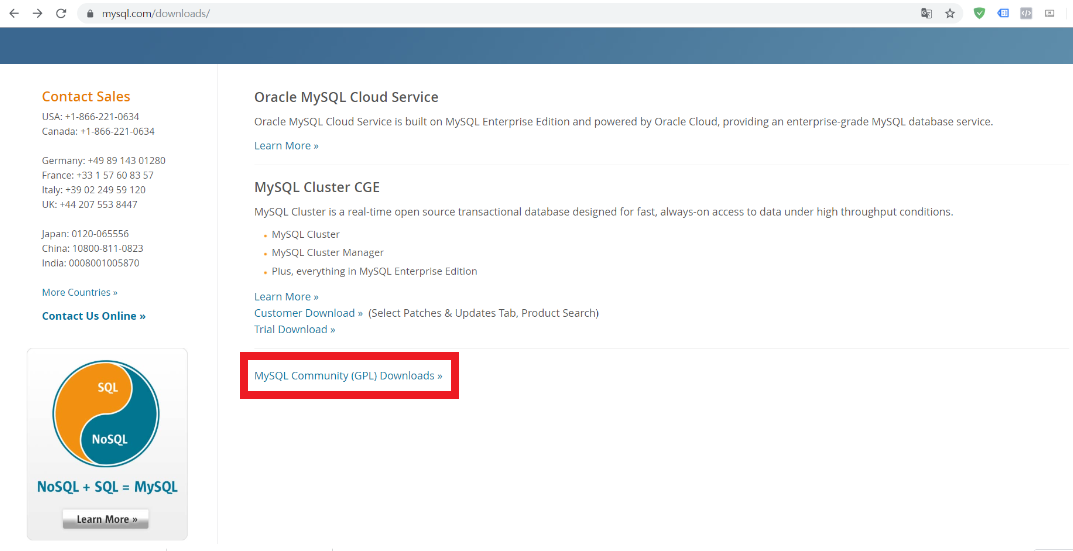 mysql.com/downloads/
Contact Sales
USA: +1-866-221-0634
Canada: +1-866-221-0634
Germany: +49 89 143 01280
France: +33 1 57 60 83 57
Italy: +39 02 249 59 120
UK: +44 207 553 8447
Japan: 0120-065556
China: 10800-811-0823
India: 0008001005870
More Countries »
Contact Us Online »
SQL
NoSQL
NoSQL + SQL = MySQL
Learn More »
Oracle MySQL Cloud Service
Oracle MySQL Cloud Service is built on MySQL Enterprise Edition and powered by Oracle Cloud, providing an enterprise-grade MySQL database service.
Learn More »
MySQL Cluster CGE
MySQL Cluster is a real-time open source transactional database designed for fast, always-on access to data under high throughput conditions.
• MySQL Cluster
• MySQL Cluster Manager
• Plus, everything in MySQL Enterprise Edition
Learn More »
Customer Download » (Select Patches & Updates Tab, Product Search)
Trial Download »
MySQL Community (GPL) Downloads »